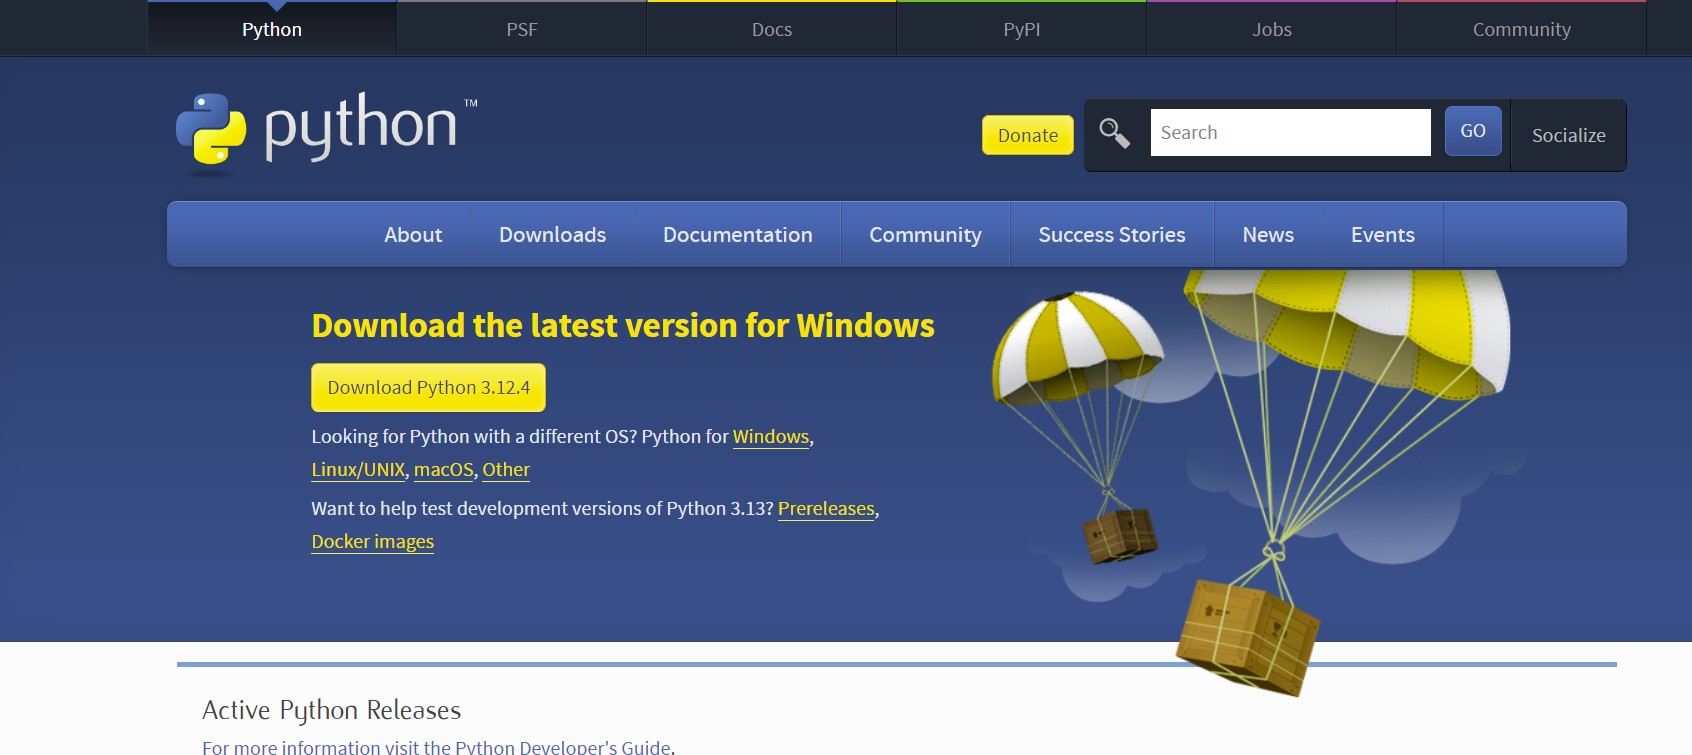 Python
PSF
Docs
PyPI
Jobs
Community
python™
Donate
Search
GO
Socialize
About
Downloads
Documentation
Community
Success Stories
News
Events
Download the latest version for Windows
Download Python 3.12.4
Looking for Python with a different OS? Python for Windows,
Linux/UNIX, macOS, Other
Want to help test development versions of Python 3.13? Prereleases,
Docker images
Active Python Releases
For more information visit the Python Developer's Guide.